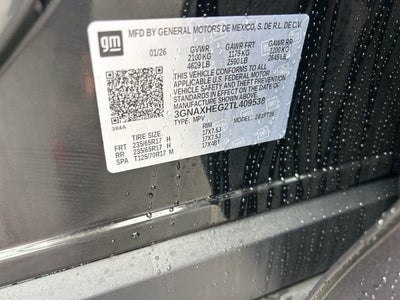 MFD BY GENERAL MOTORS DE MEXICO, S. DE R.L. DE C.V.
gm
01/26 GVWR GAWR FRT GAWR RR
2100 KG 1175 KG 1200 KG
4629 LB 2590 LB 2645 LB
THIS VEHICLE CONFORMS TO ALL APPLICABLE
U.S. FEDERAL MOTOR
VEHICLE SAFETY AND THEFT PREVENTION
STANDARDS IN EFFECT ON THE DATE OF
MANUFACTURE SHOWN ABOVE.
3GNAXHEG2TL409538
TYPE: MPV MODEL:
384A
TIRE SIZE RIM
FRT 235/65R17 H 17X7.5J
RR 235/65R17 H 17X7.5J
SPA T125/70R17 M 17X4BT